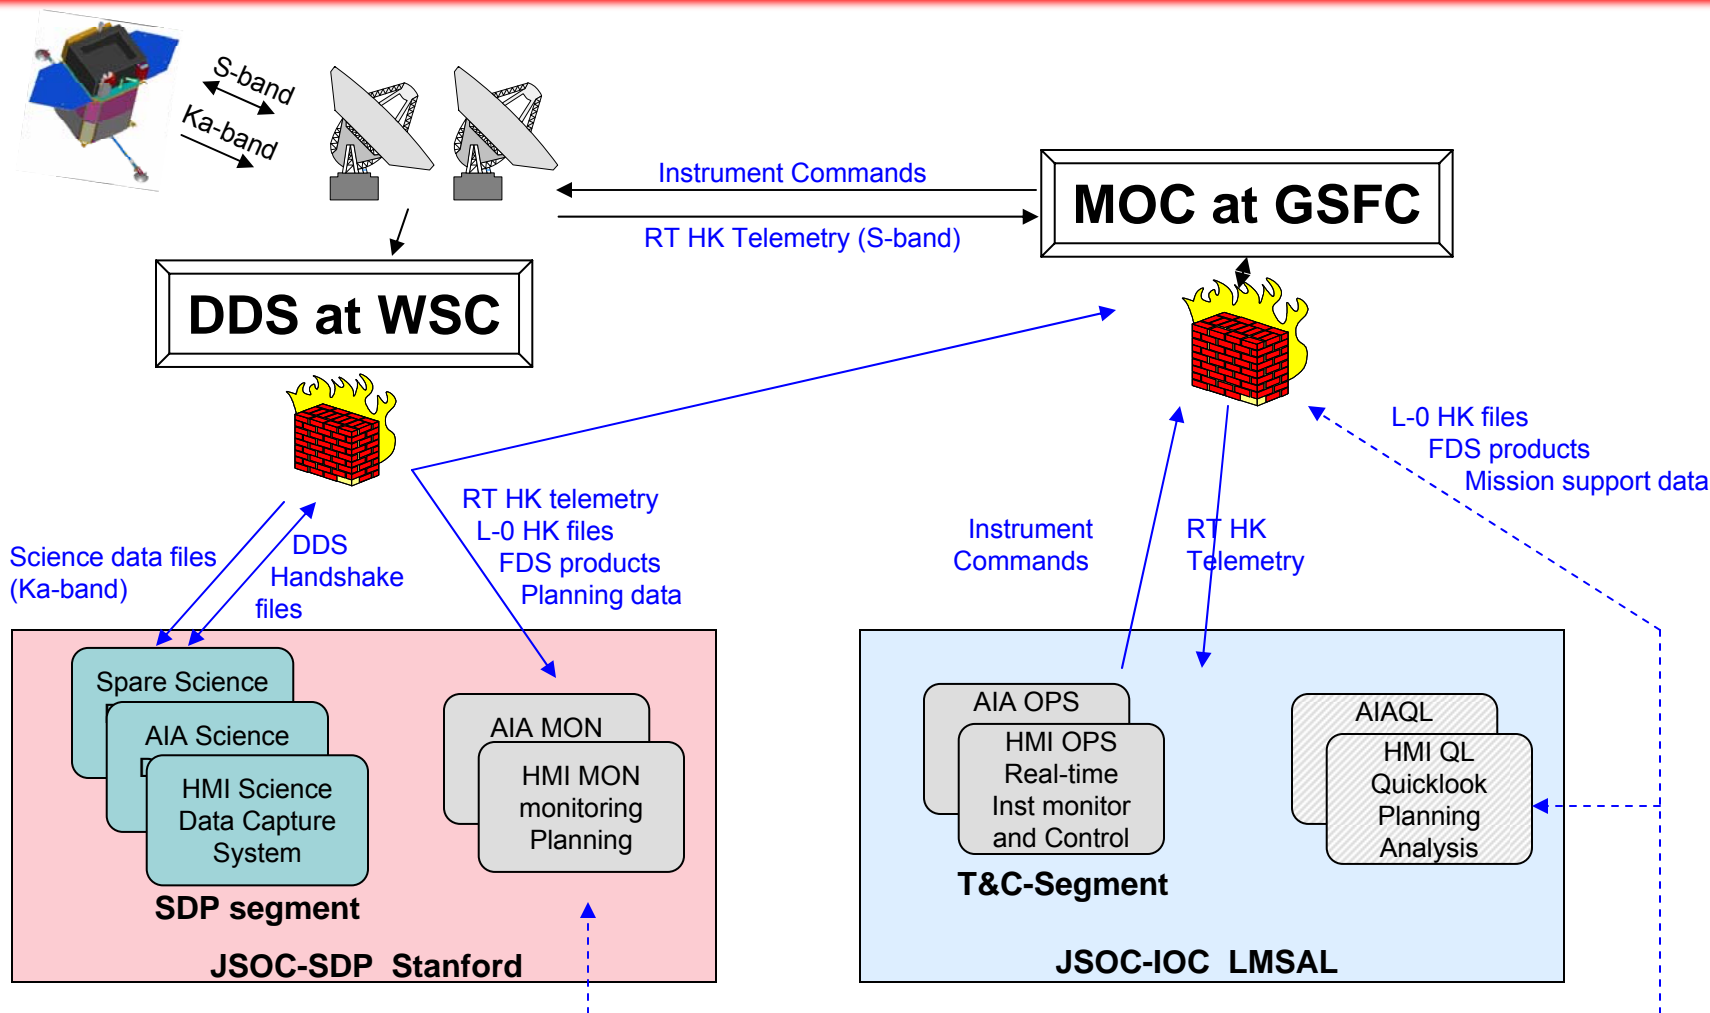 S-band
Ka-band
Instrument Commands
RT HK Telemetry (S-band)
MOC at GSFC
DDS at WSC
L-0 HK files
FDS products
Mission support data
RT HK telemetry
L-0 HK files
FDS products
Planning data
Science data files
(Ka-band)
DDS
Handshake
files
Instrument
Commands
RT HK
Telemetry
Spare Science
AIA Science
HMI Science
Data Capture
System
SDP segment
AIA MON
HMI MON
monitoring
Planning
JSOC-SDP Stanford
AIA OPS
HMI OPS
Real-time
Inst monitor
and Control
T&C-Segment
AIAQL
HMI QL
Quicklook
Planning
Analysis
JSOC-IOC LMSAL